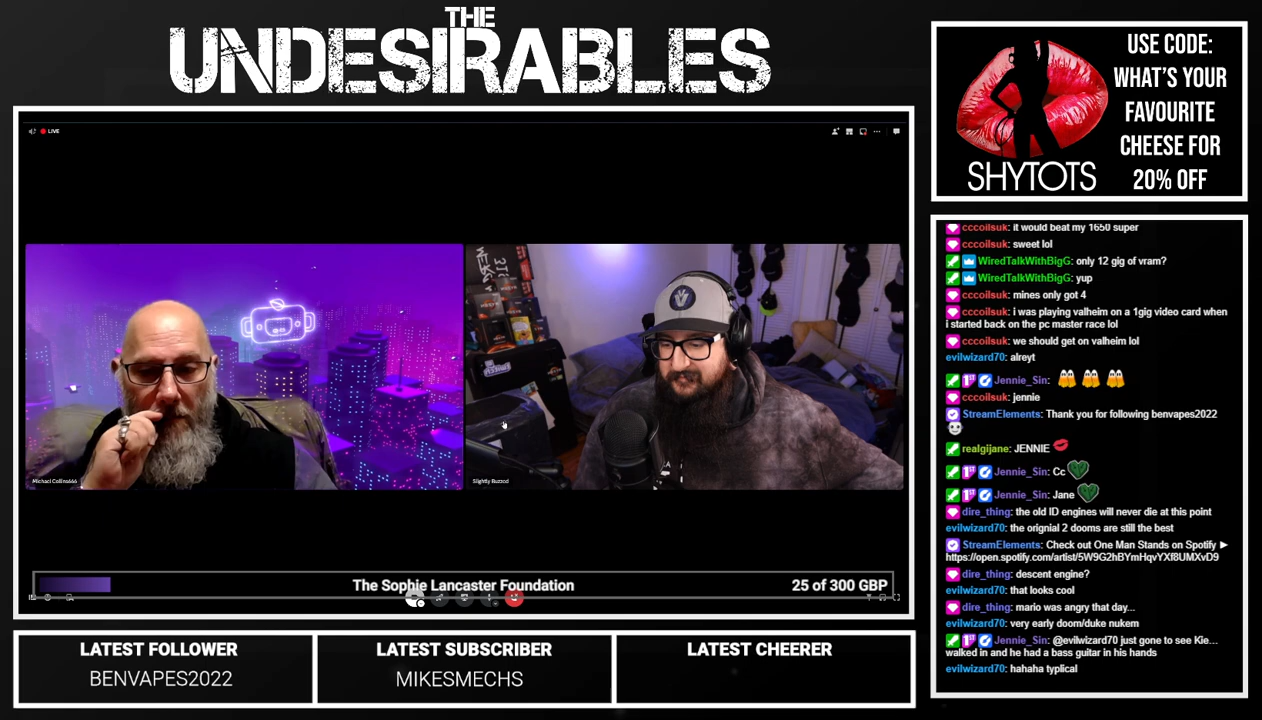 THE
UNDESIRABLES
LIVE
Michael Collins666
Slightly Buzzed
The Sophie Lancaster Foundation
25 of 300 GBP
LATEST FOLLOWER
BENVAPES2022
LATEST SUBSCRIBER
MIKESMECHS
LATEST CHEERER
SHYTOTS
USE CODE:
WHAT'S YOUR
FAVOURITE
CHEESE FOR
20% OFF
cccoilsuk: it would beat my 1650 super
cccoilsuk: sweet lol
WiredTalkWithBigG: only 12 gig of vram?
WiredTalkWithBigG: yup
cccoilsuk: mines only got 4
cccoilsuk: i was playing valheim on a 1gig video card when
i started back on the pc master race lol
cccoilsuk: we should get on valheim lol
evilwizard70: alreyt
Jennie_Sin:
cccoilsuk: jennie
StreamElements: Thank you for following benvapes2022
realgijane: JENNIE
Jennie_Sin: Cc
Jennie_Sin: Jane
dire_thing: the old ID engines will never die at this point
evilwizard70: the orignial 2 dooms are still the best
StreamElements: Check out One Man Stands on Spotify ►
https://open.spotify.com/artist/5W9G2hBYmHqvYXf8UMXvD9
dire_thing: descent engine?
evilwizard70: that looks cool
dire_thing: mario was angry that day...
evilwizard70: very early doom/duke nukem
Jennie_Sin: @evilwizard70 just gone to see Kie...
walked in and he had a bass guitar in his hands
evilwizard70: hahaha typlical